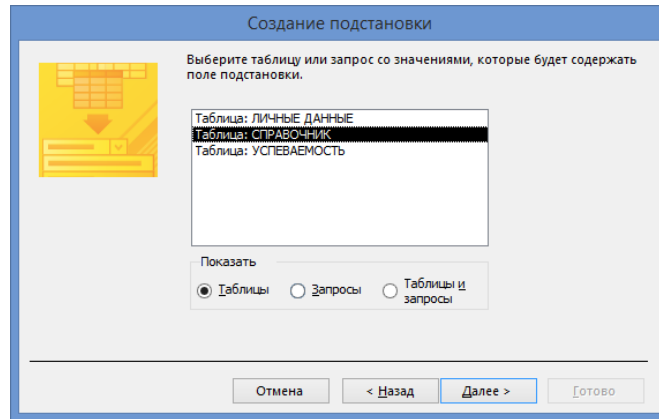 Создание подстановки
Выберите таблицу или запрос со значениями, которые будет содержать
поле подстановки.
Таблица: ЛИЧНЫЕ ДАННЫЕ
Таблица: СПРАВОЧНИК
Таблица: УСПЕВАЕМОСТЬ
Показать
Таблицы
Запросы
Таблицы и
запросы
Отмена
< Назад
Далее >
Готово